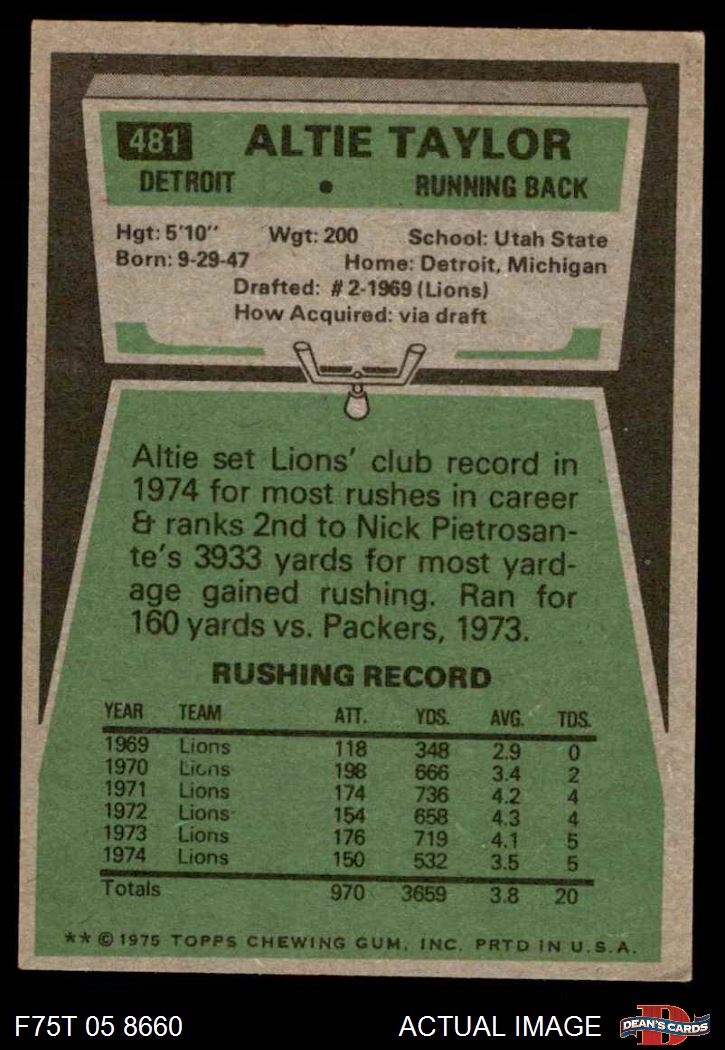 481 ALTIE TAYLOR
DETROIT • RUNNING BACK
Hgt: 5'10" Wgt: 200 School: Utah State
Born: 9-29-47 Home: Detroit, Michigan
Drafted: #2-1969 (Lions)
How Acquired: via draft
Altie set Lions' club record in
1974 for most rushes in career
& ranks 2nd to Nick Pietrosan-
te's 3933 yards for most yard-
age gained rushing. Ran for
160 yards vs. Packers, 1973.
RUSHING RECORD
YEAR TEAM ATT. YDS. AVG. TDS.
1969 Lions 118 348 2.9 0
1970 Lions 198 666 3.4 2
1971 Lions 174 736 4.2 4
1972 Lions 154 658 4.3 4
1973 Lions 176 719 4.1 5
1974 Lions 150 532 3.5 5
Totals 970 3659 3.8 20
** © 1975 TOPPS CHEWING GUM, INC. PRTD IN U.S.A.
F75T 05 8660 ACTUAL IMAGE D DEAN'S CARDS